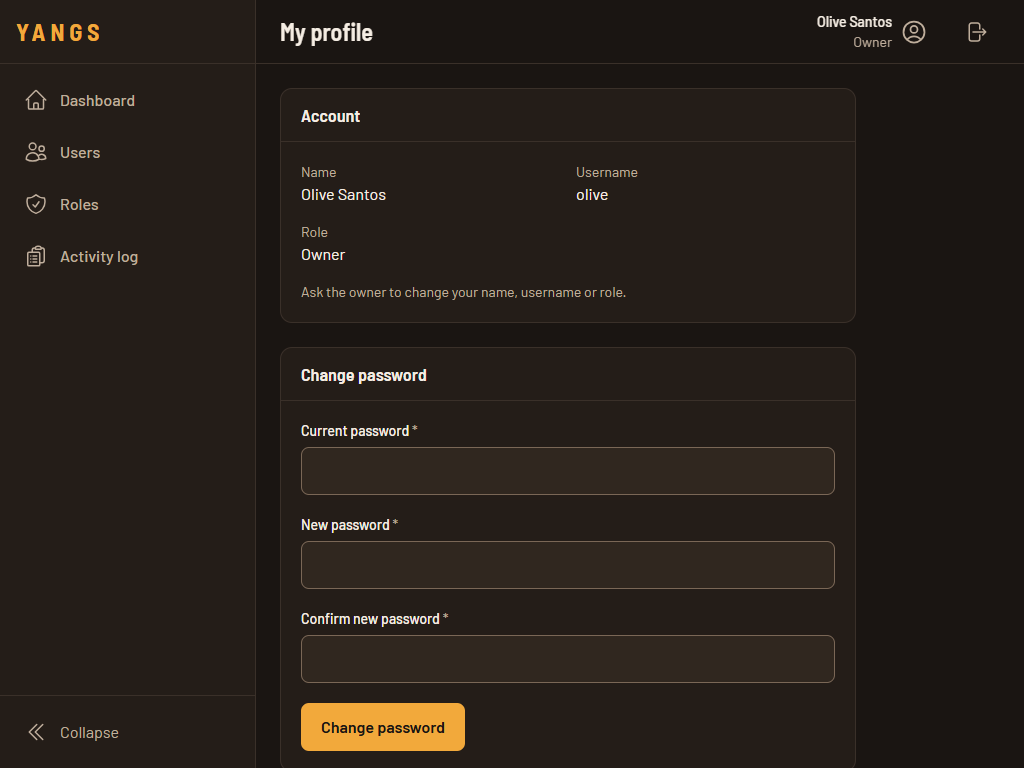 YANGS
My profile
Olive Santos
Owner
Dashboard
Users
Roles
Activity log
Account
Name
Olive Santos
Username
olive
Role
Owner
Ask the owner to change your name, username or role.
Change password
Current password *
New password *
Confirm new password *
Change password
Collapse